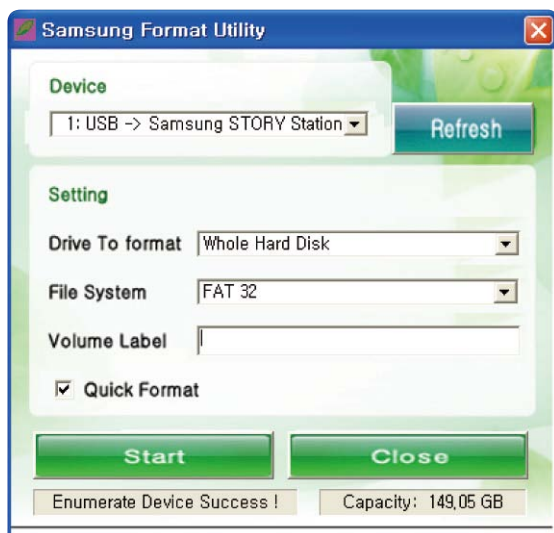 Samsung Format Utility
Device
1: USB -> Samsung STORY Station
Refresh
Setting
Drive To format Whole Hard Disk
File System FAT 32
Volume Label
Quick Format
Start Close
Enumerate Device Success ! Capacity: 149,05 GB